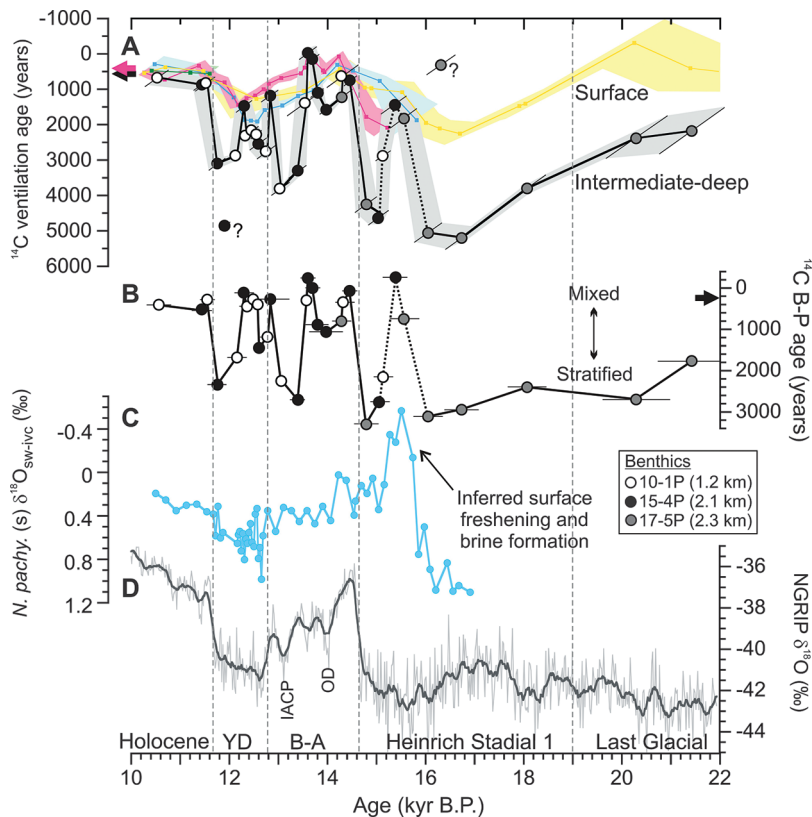 -1000
A
0
1000
2000
3000
4000
5000
6000
¹⁴C ventilation age (years)
?
?
Surface
Intermediate-deep
B
Mixed
Stratified
0
1000
2000
3000
¹⁴C B-P age (years)
C
-0.4
0
0.4
0.8
1.2
N. pachy. (s) δ¹⁸O_sw-ivc (‰)
Inferred surface
freshening and
brine formation
Benthics
10-1P (1.2 km)
15-4P (2.1 km)
17-5P (2.3 km)
D
-36
-38
-40
-42
-44
NGRIP δ¹⁸O (‰)
IACP
OD
Holocene YD B-A Heinrich Stadial 1 Last Glacial
10 12 14 16 18 20 22
Age (kyr B.P.)